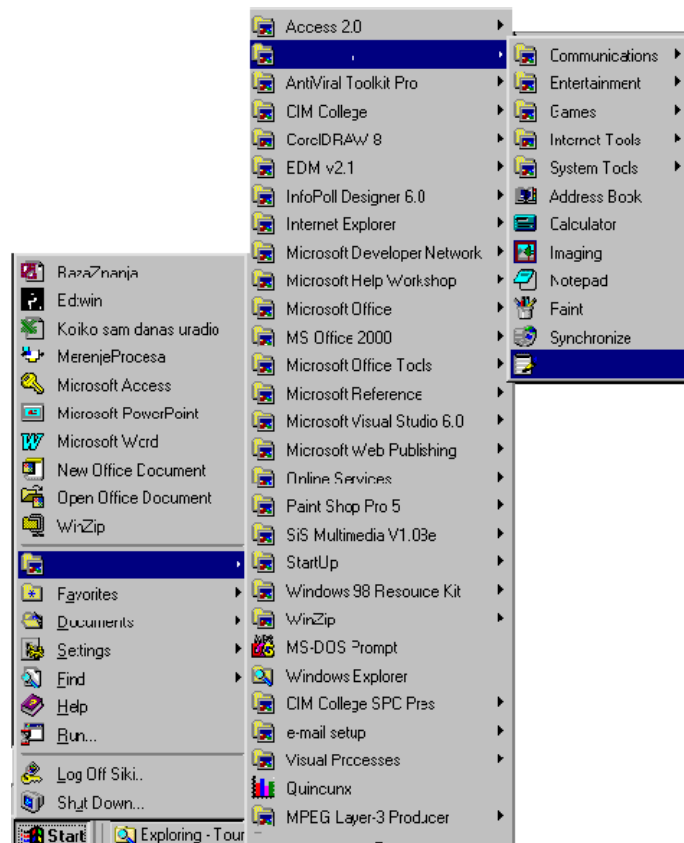 Access 2.0
AntiViral Toolkit Pro
CIM College
CorelDRAW 8
EDM v2.1
InfoPoll Designer 6.0
Internet Explorer
Microsoft Developer Network
Microsoft Help Workshop
Microsoft Office
MS Office 2000
Microsoft Office Tools
Microsoft Reference
Microsoft Visual Studio 6.0
Microsoft Web Publishing
Online Services
Paint Shop Pro 5
SiS Multimedia V1.03e
StartUp
Windows 98 Resource Kit
WinZip
MS-DOS Prompt
Windows Explorer
CIM College SPC Pres
e-mail setup
Visual Processes
Quincunx
MPEG Layer-3 Producer
Communications
Entertainment
Games
Internet Tools
System Tools
Address Book
Calculator
Imaging
Notepad
Paint
Synchronize
BazaZnanja
Edwin
Koiko sam danas uradio
MerenjeProcesa
Microsoft Access
Microsoft PowerPoint
Microsoft Word
New Office Document
Open Office Document
WinZip
Favorites
Documents
Settings
Find
Help
Run...
Log Off Siki..
Shut Down...
Start
Exploring - Tour